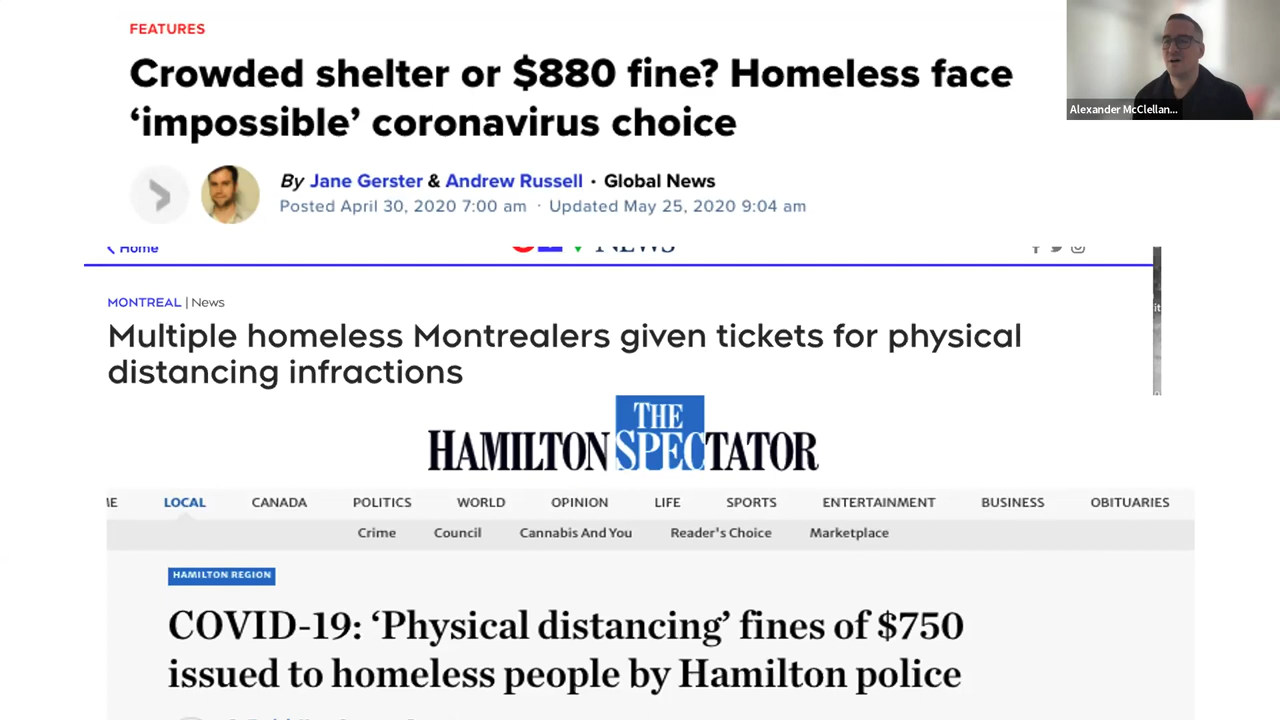 FEATURES
Crowded shelter or $880 fine? Homeless face
‘impossible’ coronavirus choice
Alexander McClellan...
By Jane Gerster & Andrew Russell · Global News
Posted April 30, 2020 7:00 am · Updated May 25, 2020 9:04 am
Home
NEWS
MONTREAL | News
Multiple homeless Montrealers given tickets for physical
distancing infractions
THE
HAMILTON SPECTATOR
LOCAL CANADA POLITICS WORLD OPINION LIFE SPORTS ENTERTAINMENT BUSINESS OBITUARIES
Crime Council Cannabis And You Reader's Choice Marketplace
HAMILTON REGION
COVID-19: ‘Physical distancing’ fines of $750
issued to homeless people by Hamilton police